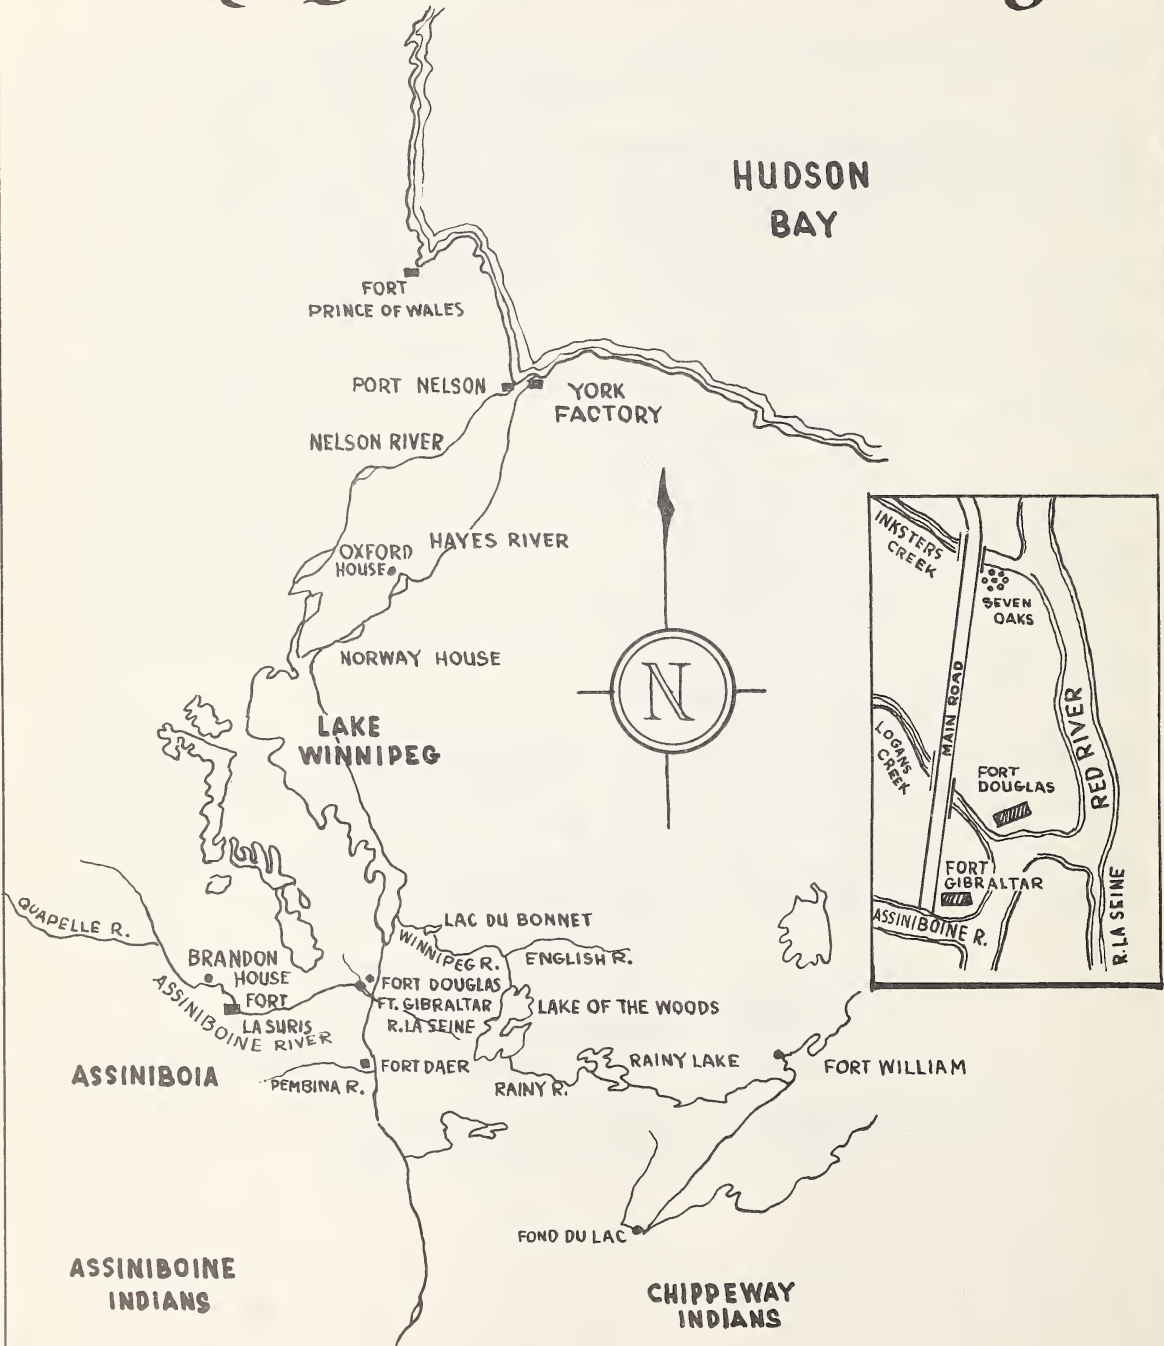 HUDSON
BAY
FORT
PRINCE OF WALES
PORT NELSON
YORK
FACTORY
NELSON RIVER
HAYES RIVER
OXFORD
HOUSE
NORWAY HOUSE
N
LAKE
WINNIPEG
QUAPELLE R.
BRANDON
HOUSE
FORT
LA SURIS
ASSINIBOINE RIVER
LAC DU BONNET
WINNIPEG R.
ENGLISH R.
FORT DOUGLAS
FT. GIBRALTAR
R. LA SEINE
LAKE OF THE WOODS
ASSINIBOIA
PEMBINA R.
FORT DAER
RAINY R.
RAINY LAKE
FORT WILLIAM
FOND DU LAC
ASSINIBOINE
INDIANS
CHIPPEWAY
INDIANS
INKSTERS
CREEK
SEVEN
OAKS
MAIN ROAD
LOGANS
CREEK
FORT
DOUGLAS
RED RIVER
FORT
GIBRALTAR
ASSINIBOINE R.
R. LA SEINE